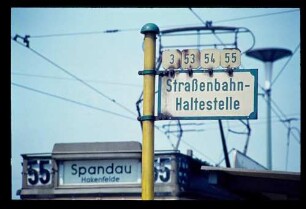 3 53 54 55
Straßenbahn-
Haltestelle
55 Spandau 55
Hakenfelde